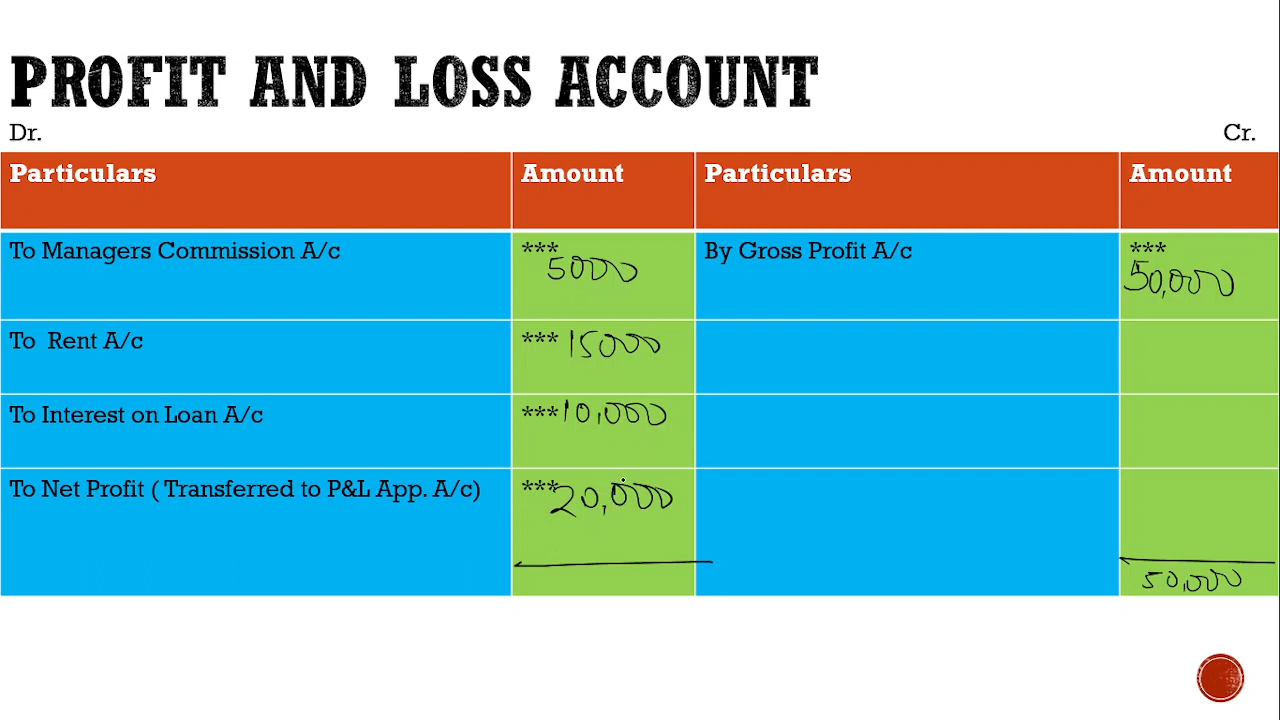 PROFIT AND LOSS ACCOUNT
Dr. Cr.
Particulars Amount Particulars Amount
To Managers Commission A/c *** By Gross Profit A/c ***
5000 50,000
To Rent A/c *** 15000
To Interest on Loan A/c *** 10,000
To Net Profit ( Transferred to P&L App. A/c) *** 20,000
50,000